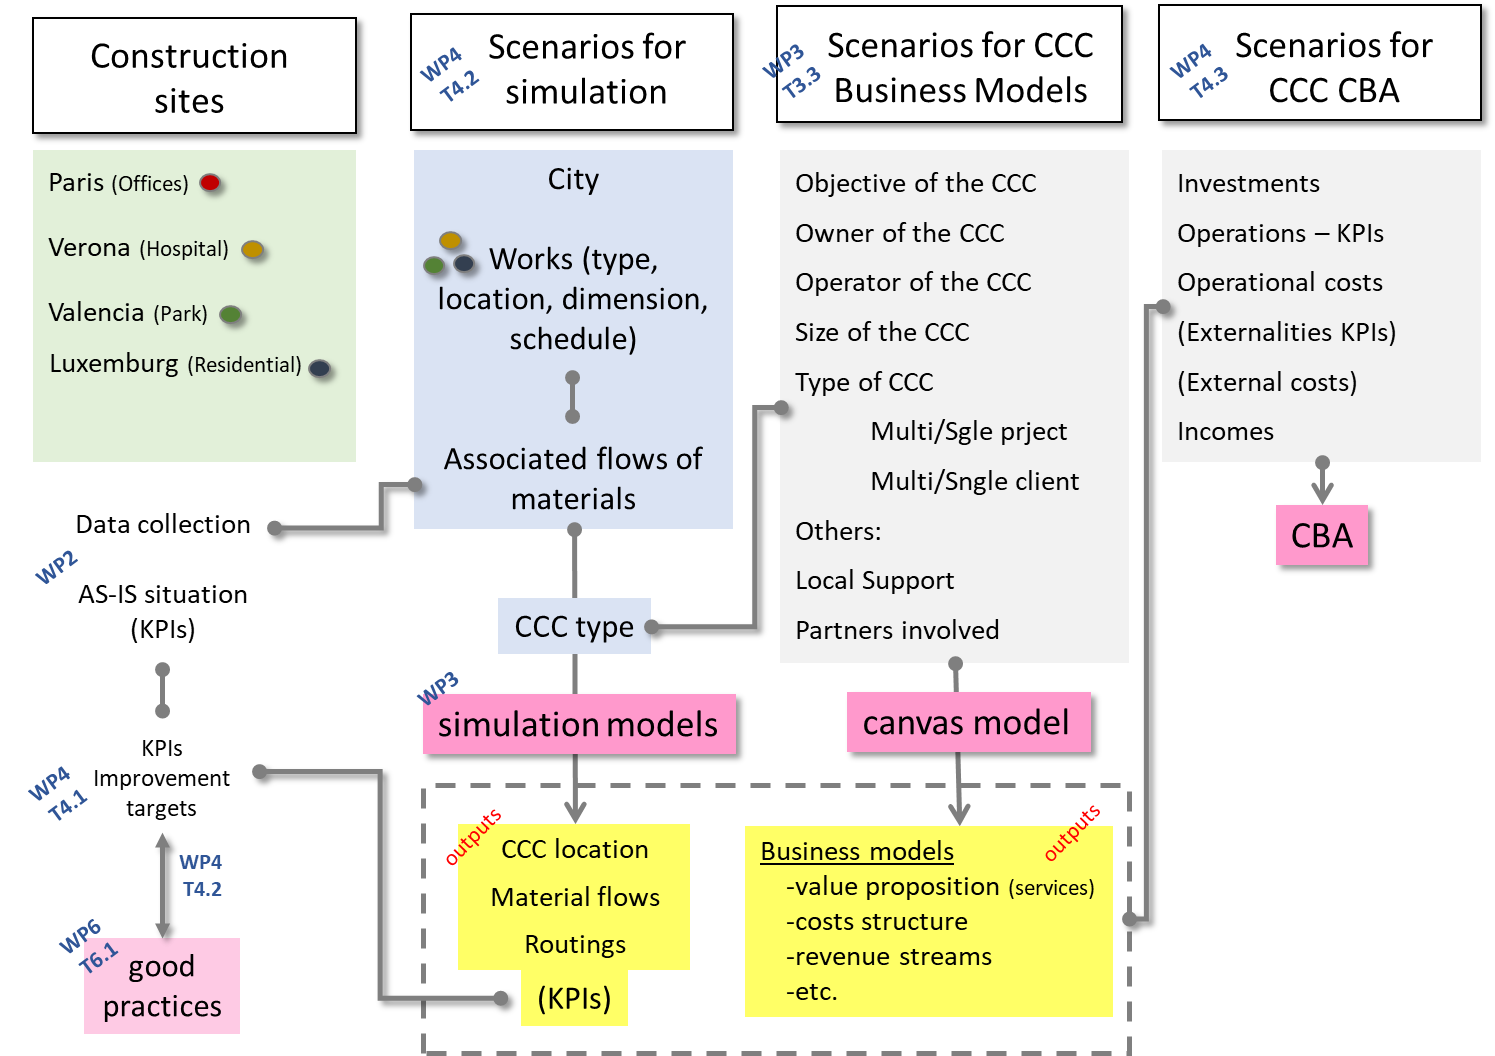 Construction
sites
WP4
T4.2
Scenarios for
simulation
WP3
T3.3
Scenarios for CCC
Business Models
WP4
T4.3
Scenarios for
CCC CBA
Paris (Offices)
Verona (Hospital)
Valencia (Park)
Luxemburg (Residential)
Data collection
WP2
AS-IS situation
(KPIs)
KPIs
Improvement
targets
WP4
T4.1
WP4
T4.2
WP6
T6.1
good
practices
City
Works (type,
location, dimension,
schedule)
Associated flows of
materials
CCC type
WP3
simulation models
outputs
CCC location
Material flows
Routings
(KPIs)
Objective of the CCC
Owner of the CCC
Operator of the CCC
Size of the CCC
Type of CCC
Multi/Sgle prject
Multi/Sngle client
Others:
Local Support
Partners involved
canvas model
outputs
Business models
-value proposition (services)
-costs structure
-revenue streams
-etc.
Investments
Operations – KPIs
Operational costs
(Externalities KPIs)
(External costs)
Incomes
CBA